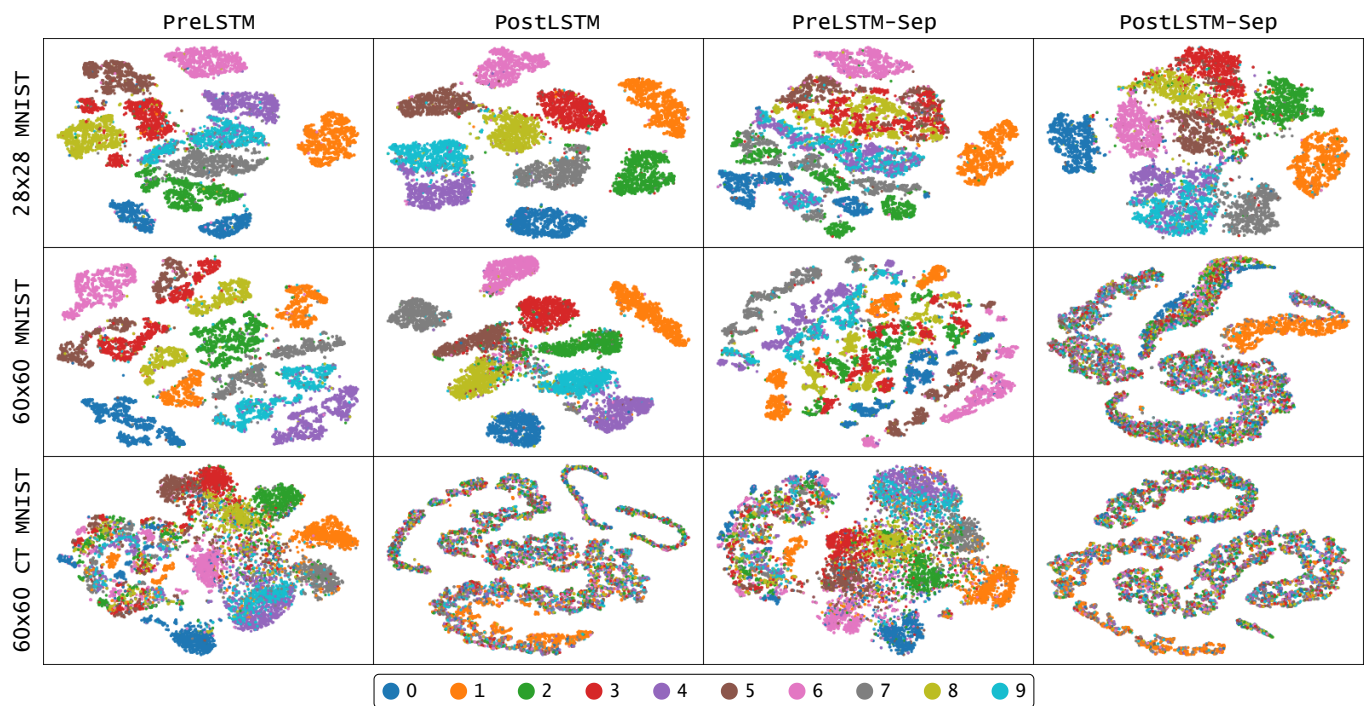 PreLSTM PostLSTM PreLSTM-Sep PostLSTM-Sep
28x28 MNIST
60x60 MNIST
60x60 CT MNIST
0 1 2 3 4 5 6 7 8 9